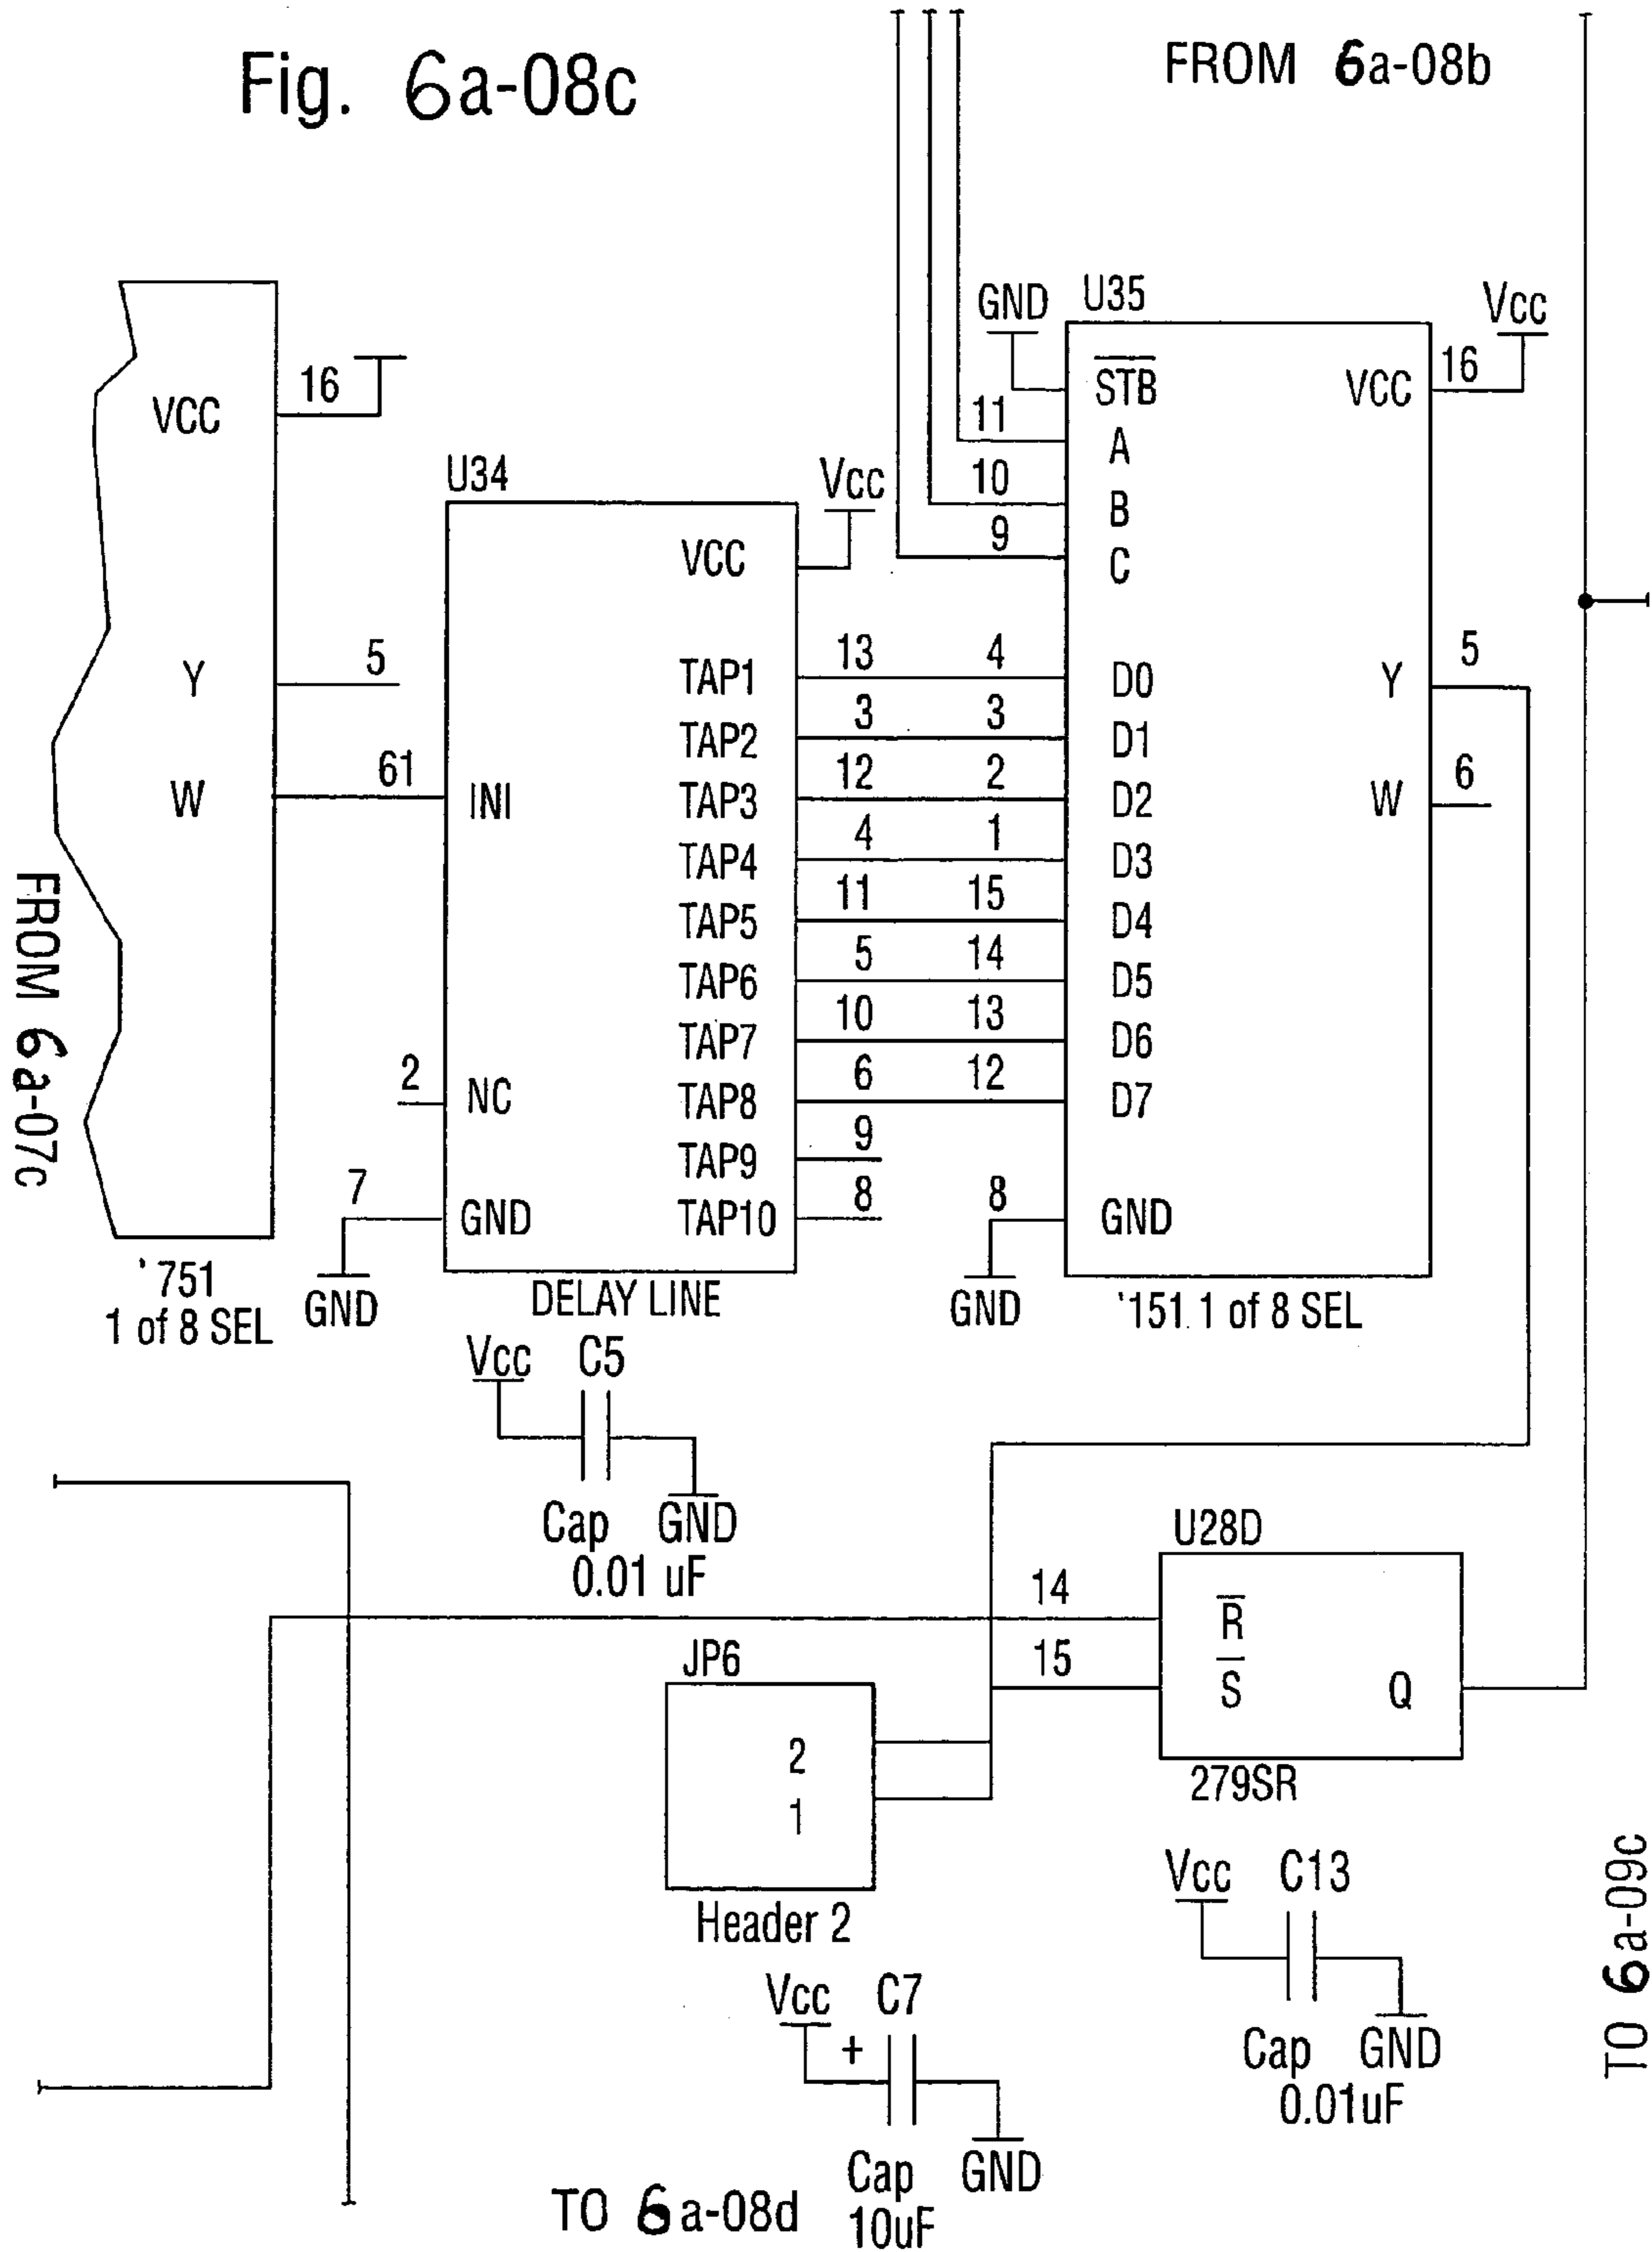 Fig. 6a-08c
FROM 6a-08b
FROM 6a-07c
VCC
16
Y
5
W
61
'751
1 of 8 SEL
U34
Vcc
VCC
INI
TAP1
13
TAP2
3
TAP3
12
TAP4
4
TAP5
11
TAP6
5
TAP7
10
TAP8
6
TAP9
9
TAP10
8
2
NC
7
GND
GND
DELAY LINE
U35
GND
Vcc
STB
VCC
16
11
A
10
B
9
C
4
D0
3
D1
2
D2
1
D3
15
D4
14
D5
13
D6
12
D7
Y
5
W
6
8
GND
GND
'151 1 of 8 SEL
Vcc
C5
Cap
GND
0.01 uF
U28D
14
R
15
S
Q
279SR
JP6
2
1
Header 2
Vcc
C13
Cap
GND
0.01uF
Vcc
C7
+
Cap
GND
10uF
TO 6a-08d
TO 6a-09c